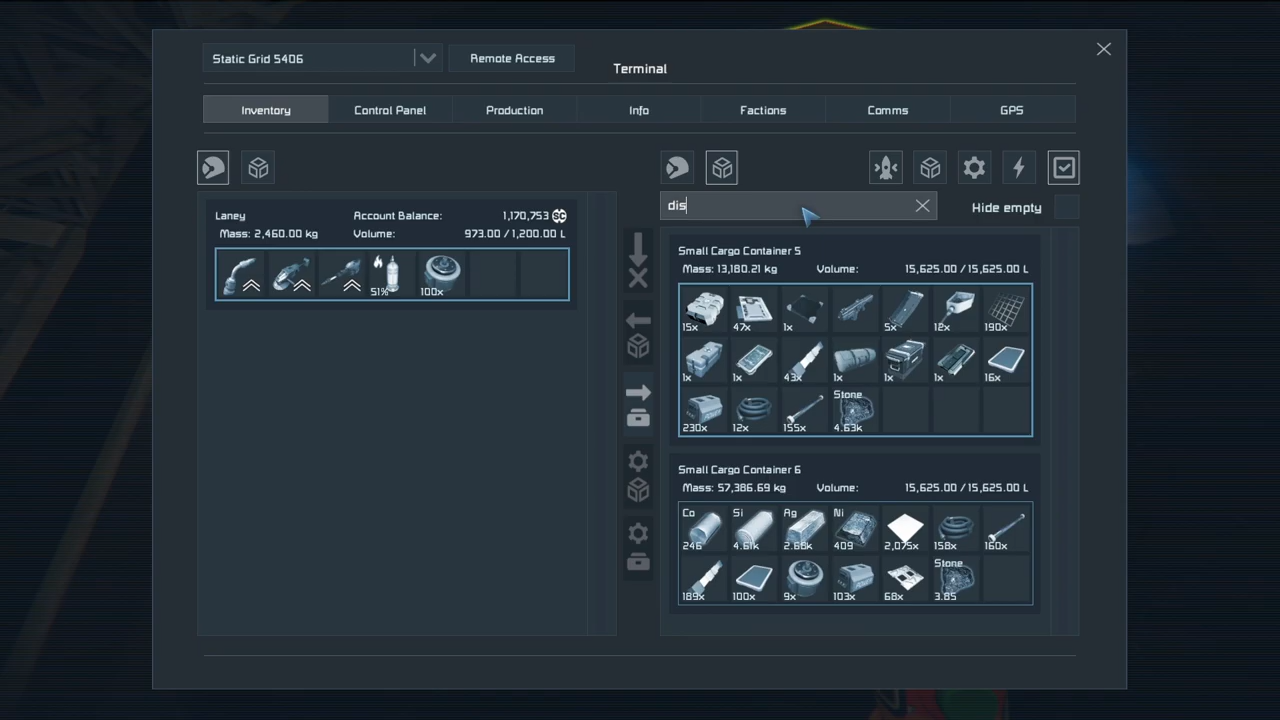 Static Grid 5406
Remote Access
Terminal
Inventory
Control Panel
Production
Info
Factions
Comms
GPS
Laney
Account Balance:
1,170,753 SC
Mass: 2,460.00 kg
Volume:
973.00 / 1,200.00 L
51%
100x
dis
Hide empty
Small Cargo Container 5
Mass: 13,180.21 kg
Volume:
15,625.00 / 15,625.00 L
15x
47x
1x
5x
12x
190x
1x
1x
43x
1x
1x
1x
16x
Stone
230x
12x
155x
4.63k
Small Cargo Container 6
Mass: 57,386.69 kg
Volume:
15,625.00 / 15,625.00 L
Co
Si
Ag
Ni
246
4.61k
2.68k
409
2,075x
158x
160x
Stone
189x
100x
9x
103x
68x
3.85